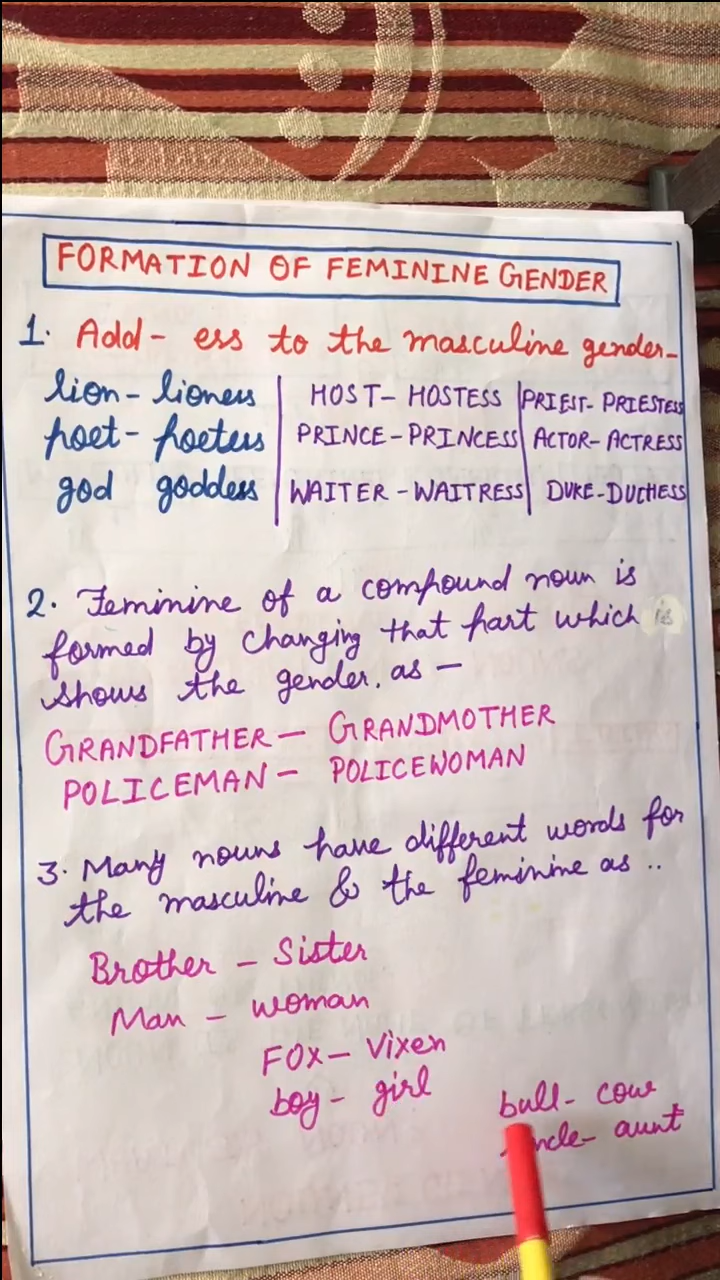 FORMATION OF FEMININE GENDER
1. Add- ess to the masculine gender-
lion - lioness | HOST - HOSTESS | PRIEST - PRIESTESS
poet - poetess | PRINCE - PRINCESS | ACTOR - ACTRESS
god goddess | WAITER - WAITRESS | DUKE - DUCHESS
2. Feminine of a compound noun is
formed by changing that part which is
shows the gender. as —
GRANDFATHER — GRANDMOTHER
POLICEMAN - POLICEWOMAN
3. Many nouns have different words for
the masculine & the feminine as ..
Brother - Sister
Man - woman
FOX - Vixen
boy - girl
bull - cow
aunt